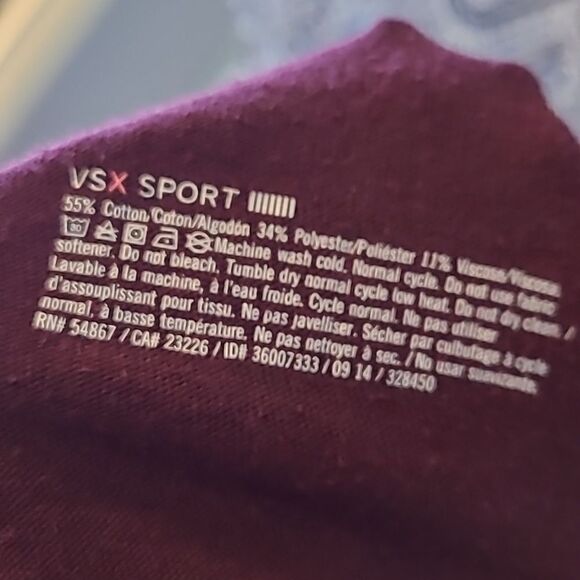 VSX SPORT
55% Cotton/Coton/Algodón 34% Polyester/Poliéster 11% Viscose/Viscosa
30 Machine wash cold. Normal cycle. Do not use fabric
softener. Do not bleach. Tumble dry normal cycle low heat. Do not dry clean. /
Lavable à la machine, à l'eau froide. Cycle normal. Ne pas utiliser
d'assouplissant pour tissu. Ne pas javelliser. Sécher par culbutage à cycle
normal, à basse température. Ne pas nettoyer à sec. / No usar suavizante.
RN# 54867 / CA# 23226 / ID# 36007333 / 09 14 / 328450